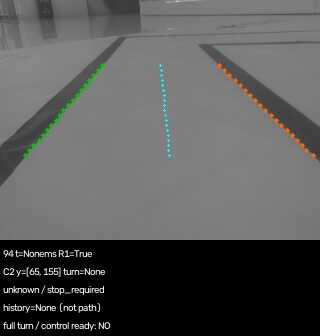 94 t=Nonems R1=True
C2 y=[65, 155] turn=None
unknown / stop_required
history=None (not path)
full turn / control ready: NO